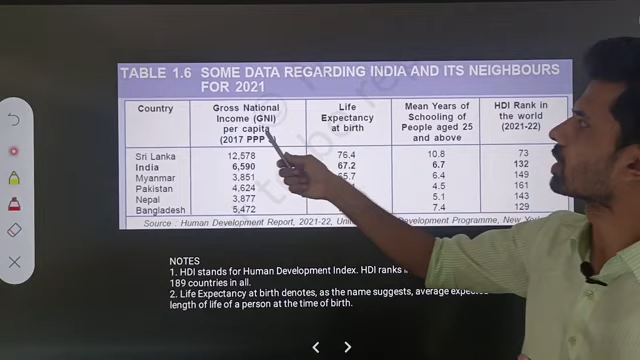 TABLE 1.6 SOME DATA REGARDING INDIA AND ITS NEIGHBOURS
FOR 2021
Country
Gross National
Income (GNI)
per capita
(2017 PPP
Life
Expectancy
at birth
Mean Years of
Schooling of
People aged 25
and above
HDI Rank in
the world
(2021-22)
Sri Lanka 12,578 76.4 10.8 73
India 6,590 67.2 6.7 132
Myanmar 3,851 65.7 6.4 149
Pakistan 4,624 4.5 161
Nepal 3,877 5.1 143
Bangladesh 5,472 7.4 129
Source : Human Development Report, 2021-22, Development Programme, New
NOTES
1. HDI stands for Human Development Index. HDI ranks
189 countries in all.
2. Life Expectancy at birth denotes, as the name suggests, average
length of life of a person at the time of birth.